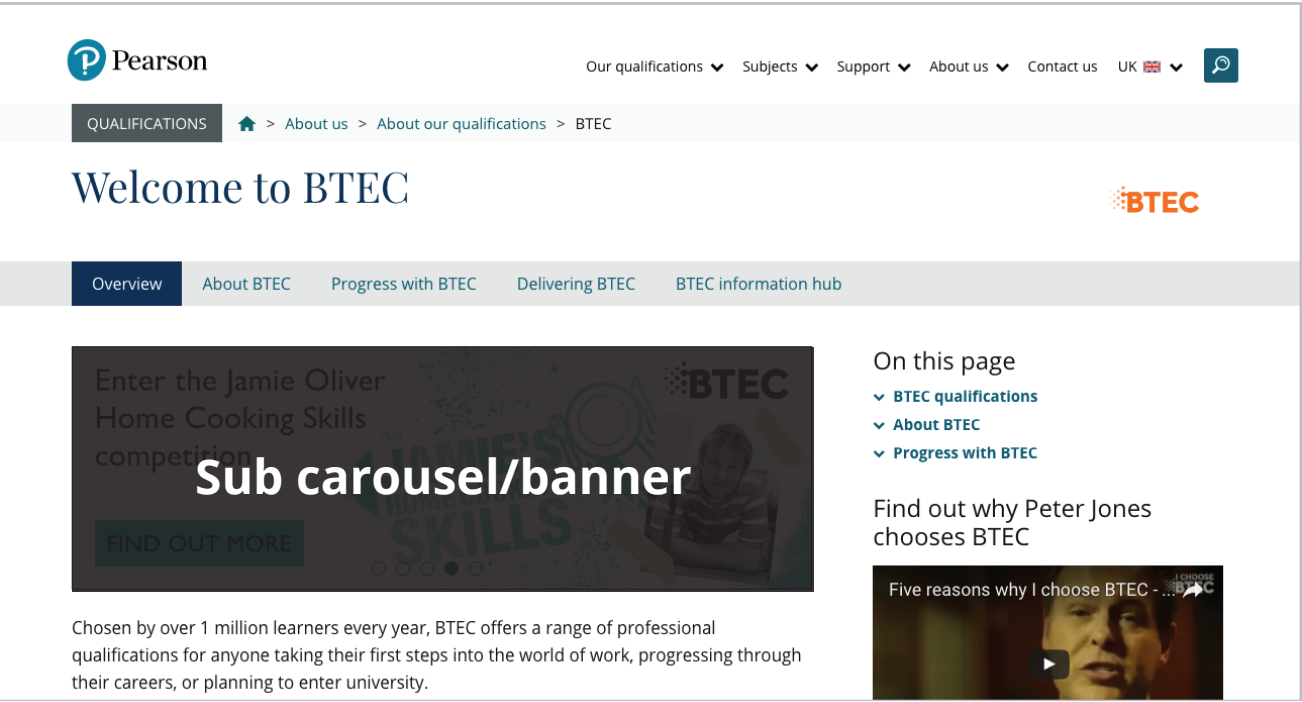 Pearson
Our qualifications Subjects Support About us Contact us UK
QUALIFICATIONS > About us > About our qualifications > BTEC
Welcome to BTEC
BTEC
Overview About BTEC Progress with BTEC Delivering BTEC BTEC information hub
Enter the Jamie Oliver
Home Cooking Skills
competition
BTEC
JAMIE'S
HOME COOKING
SKILLS
FIND OUT MORE
Sub carousel/banner
Chosen by over 1 million learners every year, BTEC offers a range of professional
qualifications for anyone taking their first steps into the world of work, progressing through
their careers, or planning to enter university.
On this page
BTEC qualifications
About BTEC
Progress with BTEC
Find out why Peter Jones
chooses BTEC
Five reasons why I choose BTEC - ...
I CHOOSE
BTEC